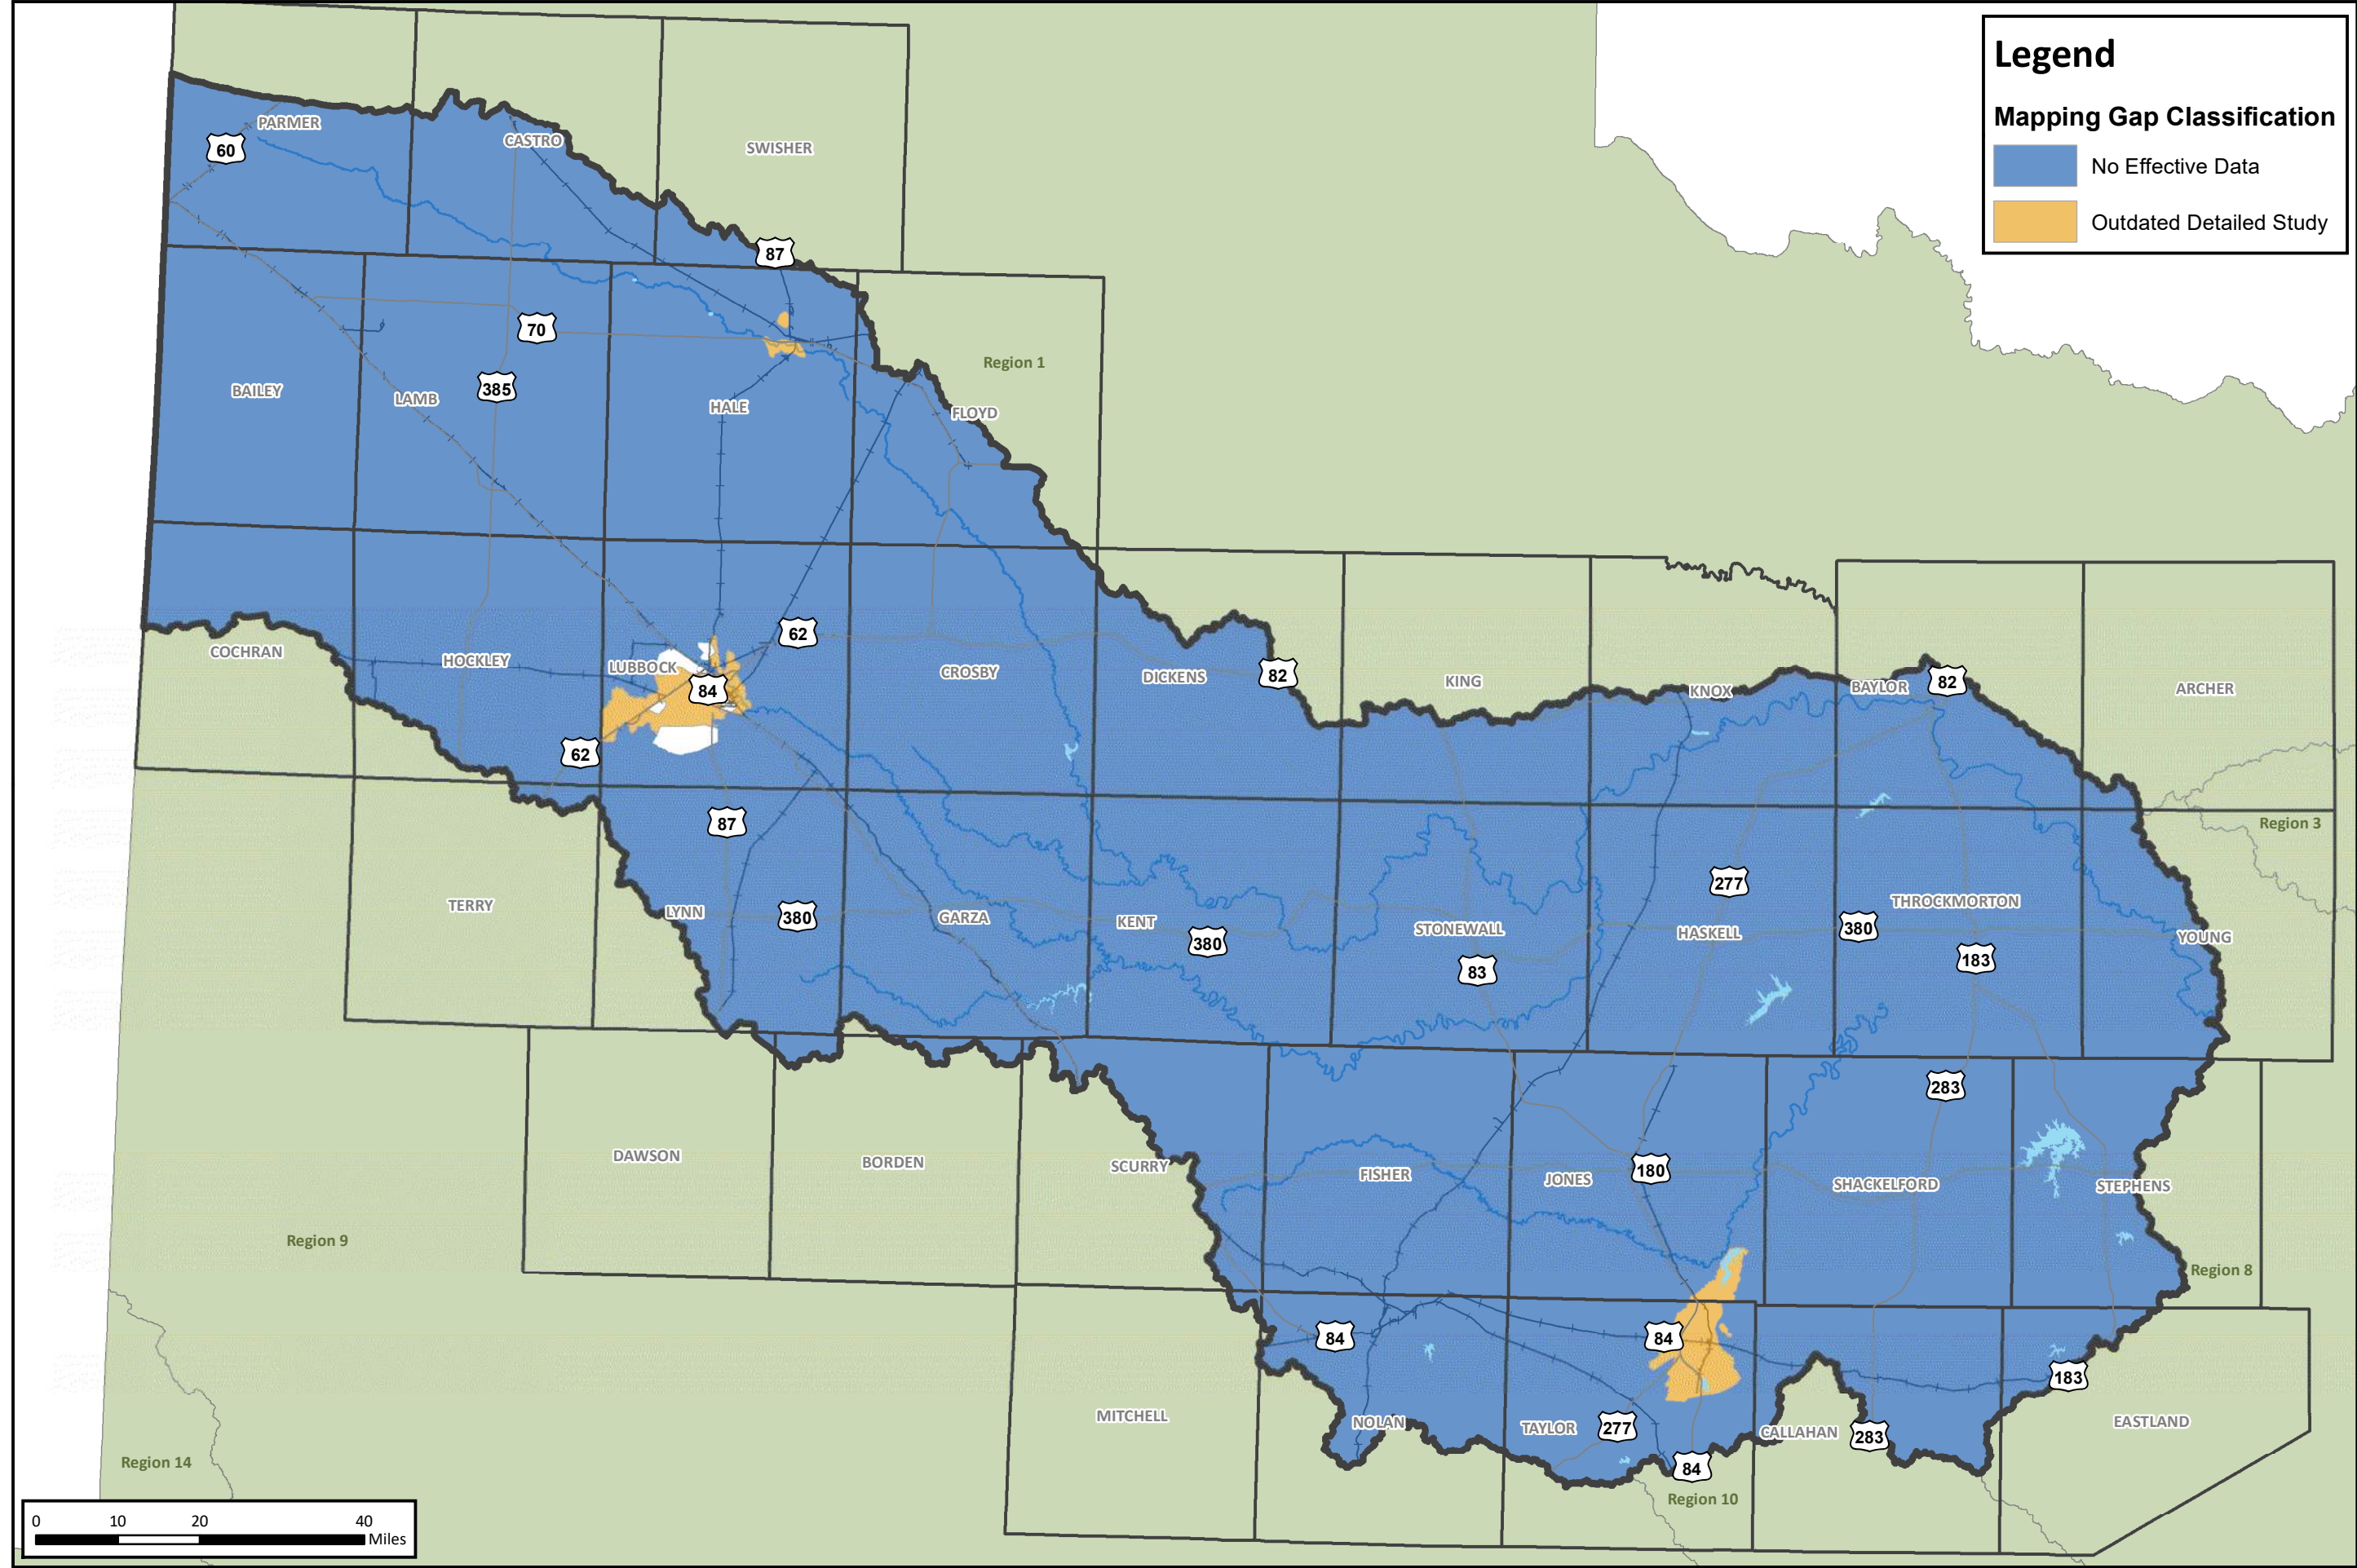 Legend
Mapping Gap Classification
No Effective Data
Outdated Detailed Study
PARMER
60
CASTRO
SWISHER
87
70
Region 1
385
BAILEY
LAMB
HALE
FLOYD
62
COCHRAN
HOCKLEY
LUBBOCK
84
CROSBY
DICKENS
82
KING
KNOX
BAYLOR
82
ARCHER
62
87
Region 3
277
THROCKMORTON
TERRY
LYNN
380
GARZA
KENT
380
STONEWALL
HASKELL
380
YOUNG
83
183
283
DAWSON
BORDEN
SCURRY
FISHER
JONES
180
SHACKELFORD
STEPHENS
Region 9
Region 8
84
84
183
MITCHELL
NOLAN
TAYLOR
277
CALLAHAN
283
EASTLAND
Region 14
84
Region 10
0 10 20 40
Miles